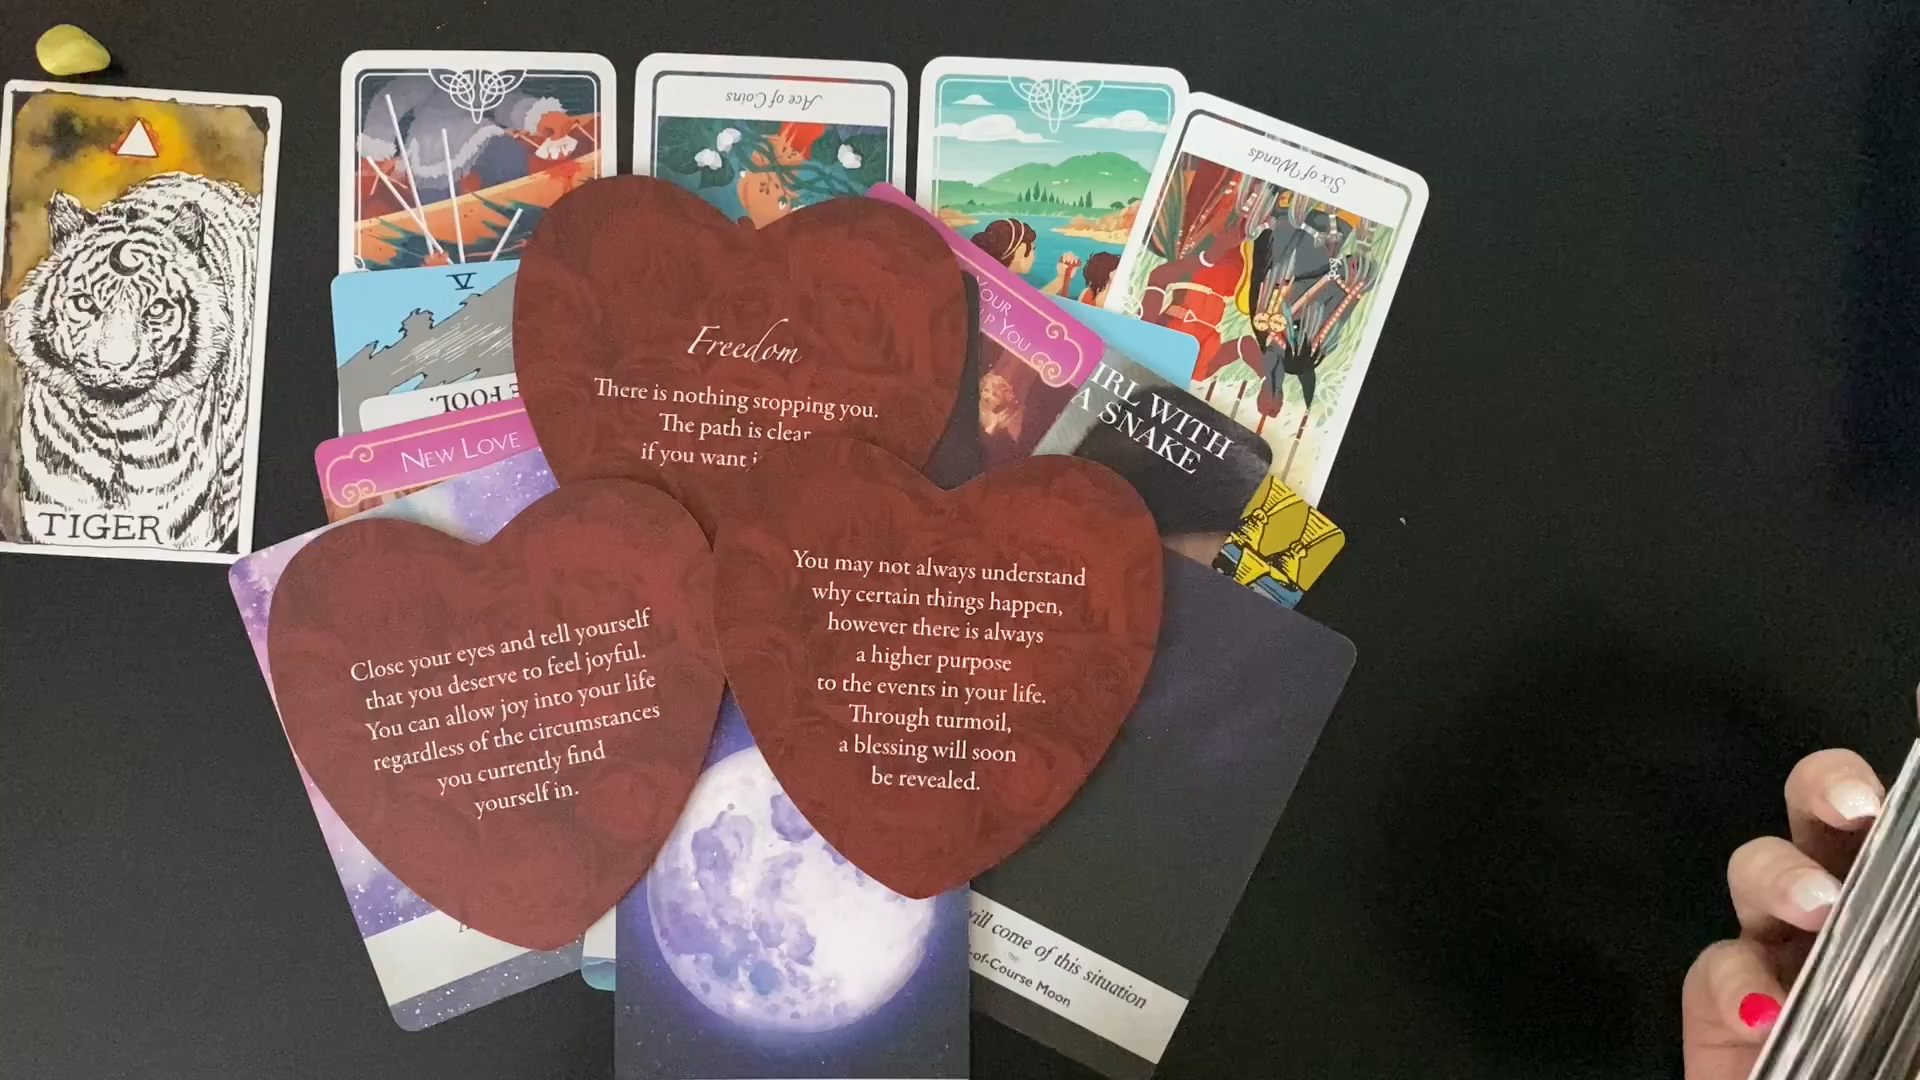 Ace of Coins
Six of Wands
TIGER
V
FOOL.
NEW LOVE
YOUR
YOU
IRL WITH
A SNAKE
Freedom
There is nothing stopping you.
The path is clear
if you want
Close your eyes and tell yourself
that you deserve to feel joyful.
You can allow joy into your life
regardless of the circumstances
you currently find
yourself in.
You may not always understand
why certain things happen,
however there is always
a higher purpose
to the events in your life.
Through turmoil,
a blessing will soon
be revealed.
will come of this situation
-of-Course Moon